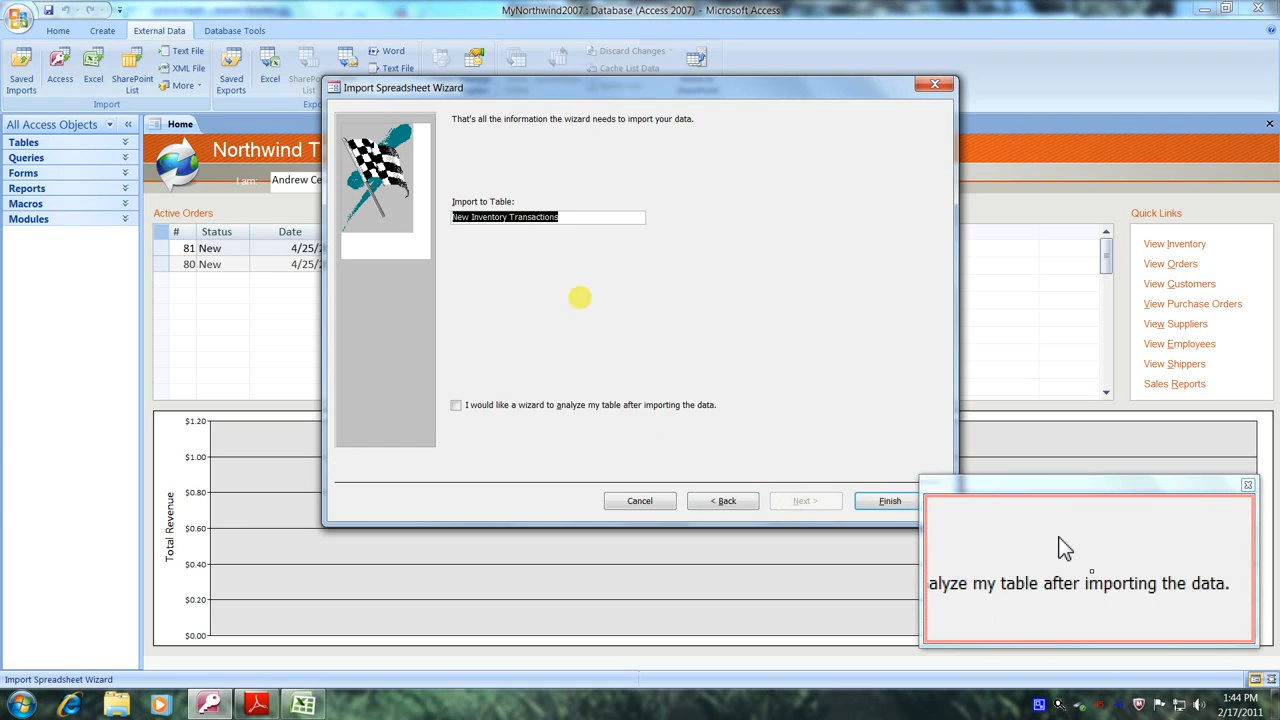 MyNorthwind2007 : Database (Access 2007) - Microsoft Access
Home Create External Data Database Tools
Saved Imports
Access
Excel
SharePoint List
Text File
XML File
More
Import
Saved Exports
Excel
Word
Text File
Discard Changes
Cache List Data
All Access Objects
Tables
Queries
Forms
Reports
Macros
Modules
Home
Northwind T
I am:
Andrew Ce
Active Orders
# Status Date
81 New 4/25/
80 New 4/25/
Import Spreadsheet Wizard
That's all the information the wizard needs to import your data.
Import to Table:
New Inventory Transactions
I would like a wizard to analyze my table after importing the data.
Cancel < Back Next > Finish
Quick Links
View Inventory
View Orders
View Customers
View Purchase Orders
View Suppliers
View Employees
View Shippers
Sales Reports
Total Revenue
$1.20
$1.00
$0.80
$0.60
$0.40
$0.20
$0.00
alyze my table after importing the data.
Import Spreadsheet Wizard
1:44 PM
2/17/2011